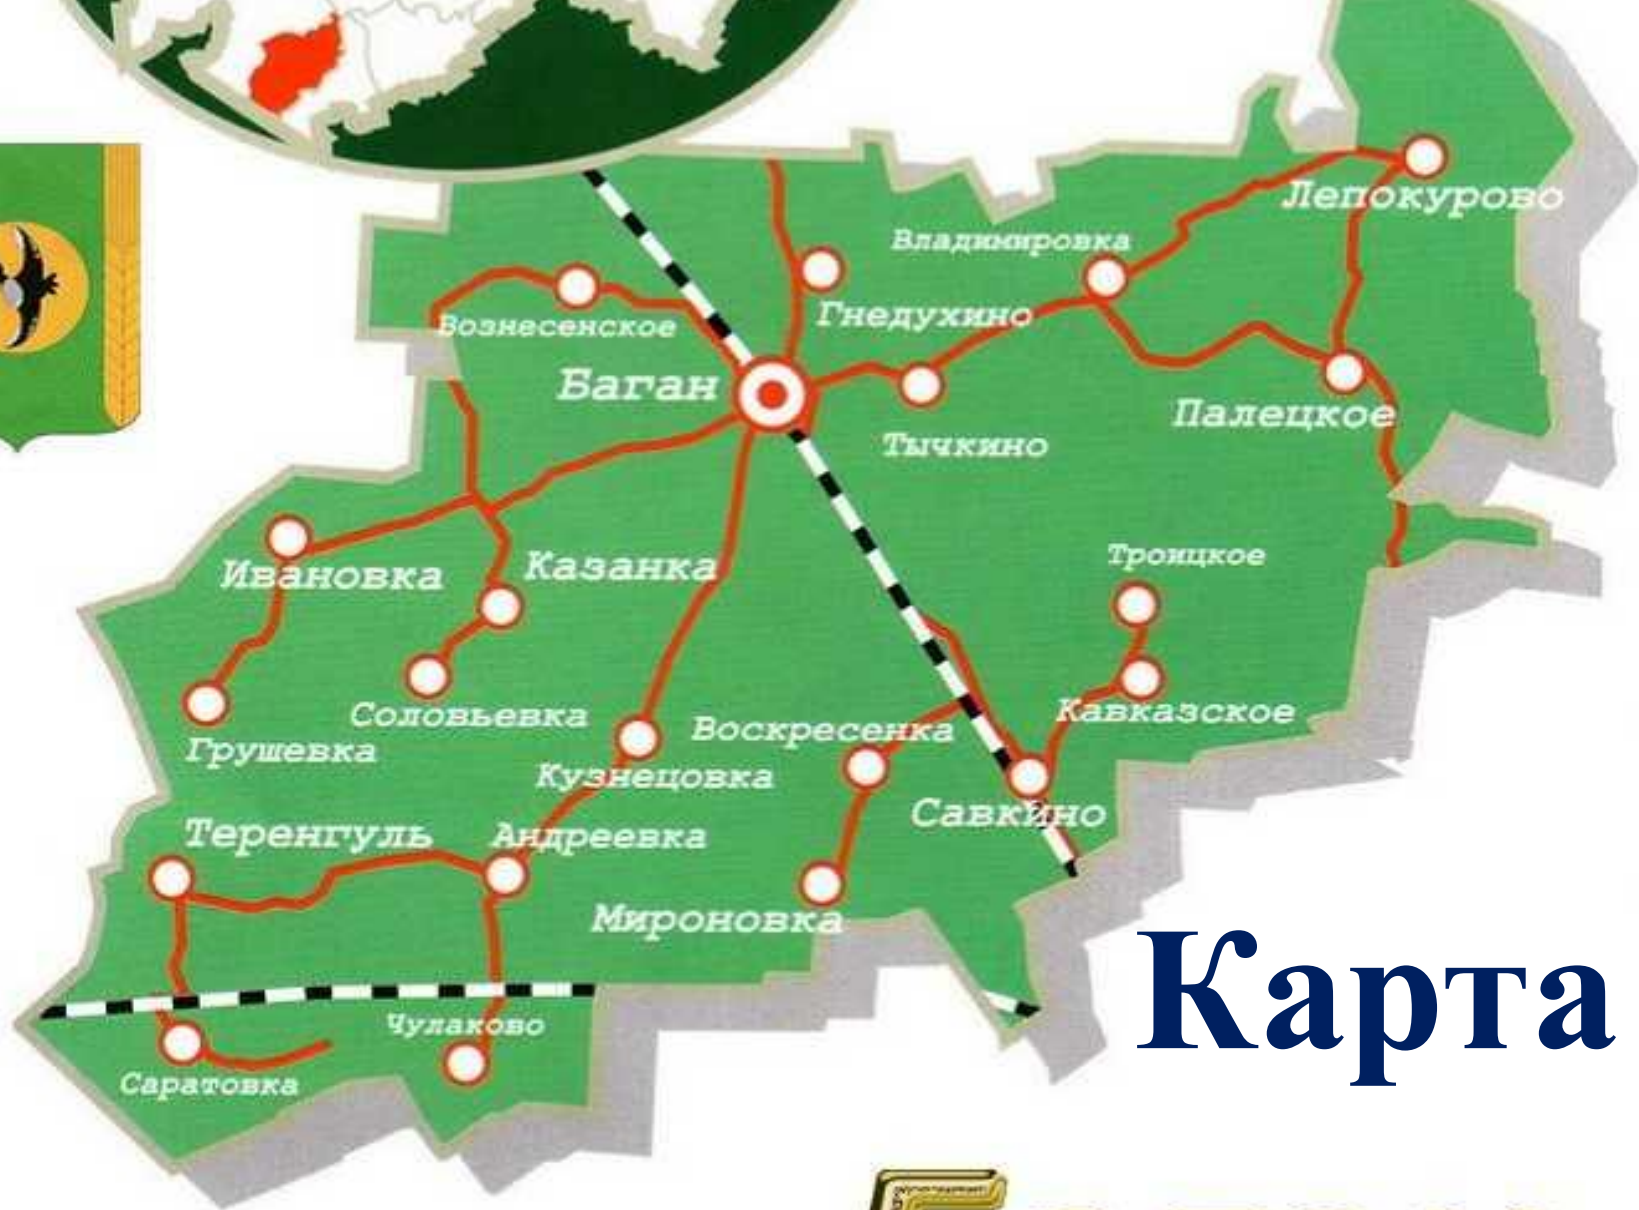 Лепокурово
Владимировка
Гнедухино
Вознесенское
Баган
Палецкое
Тычкино
Троицкое
Казанка
Ивановка
Кавказское
Соловьевка
Воскресенка
Грушевка
Кузнецовка
Савкино
Теренгуль
Андреевка
Мироновка
Карта
Чулаково
Саратовка